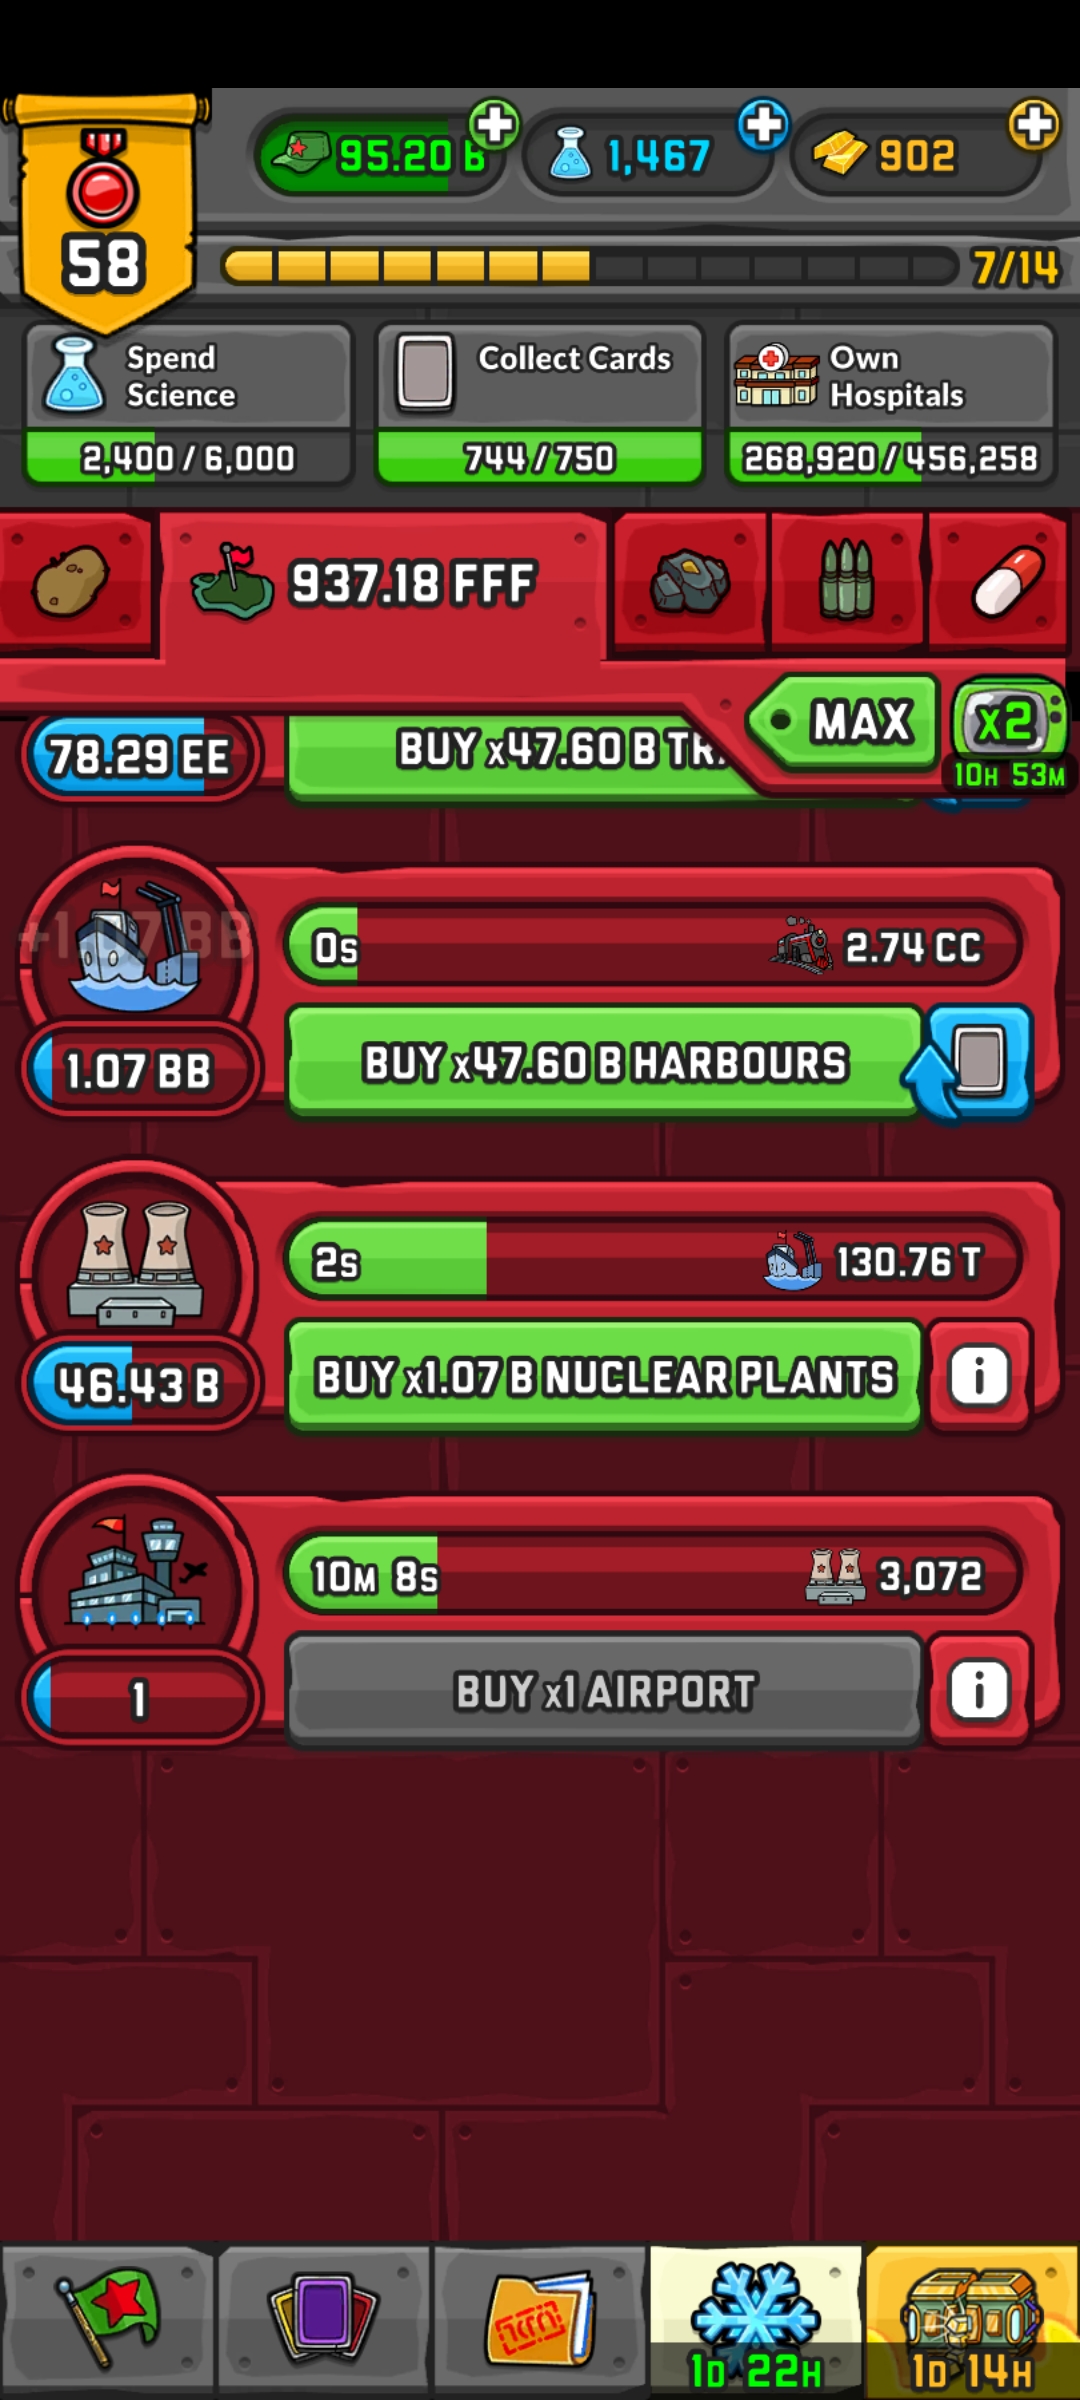 95.20 B
1,467
902
58
7/14
Spend
Science
2,400 / 6,000
Collect Cards
744 / 750
Own
Hospitals
268,920 / 456,258
937.18 FFF
MAX
x2
10H 53M
78.29 EE
BUY x47.60 B
+1.07 BB
0s
2.74 CC
1.07 BB
BUY x47.60 B HARBOURS
2s
130.76 T
46.43 B
BUY x1.07 B NUCLEAR PLANTS
i
10M 8s
3,072
1
BUY x1 AIRPORT
i
1D 22H
1D 14H